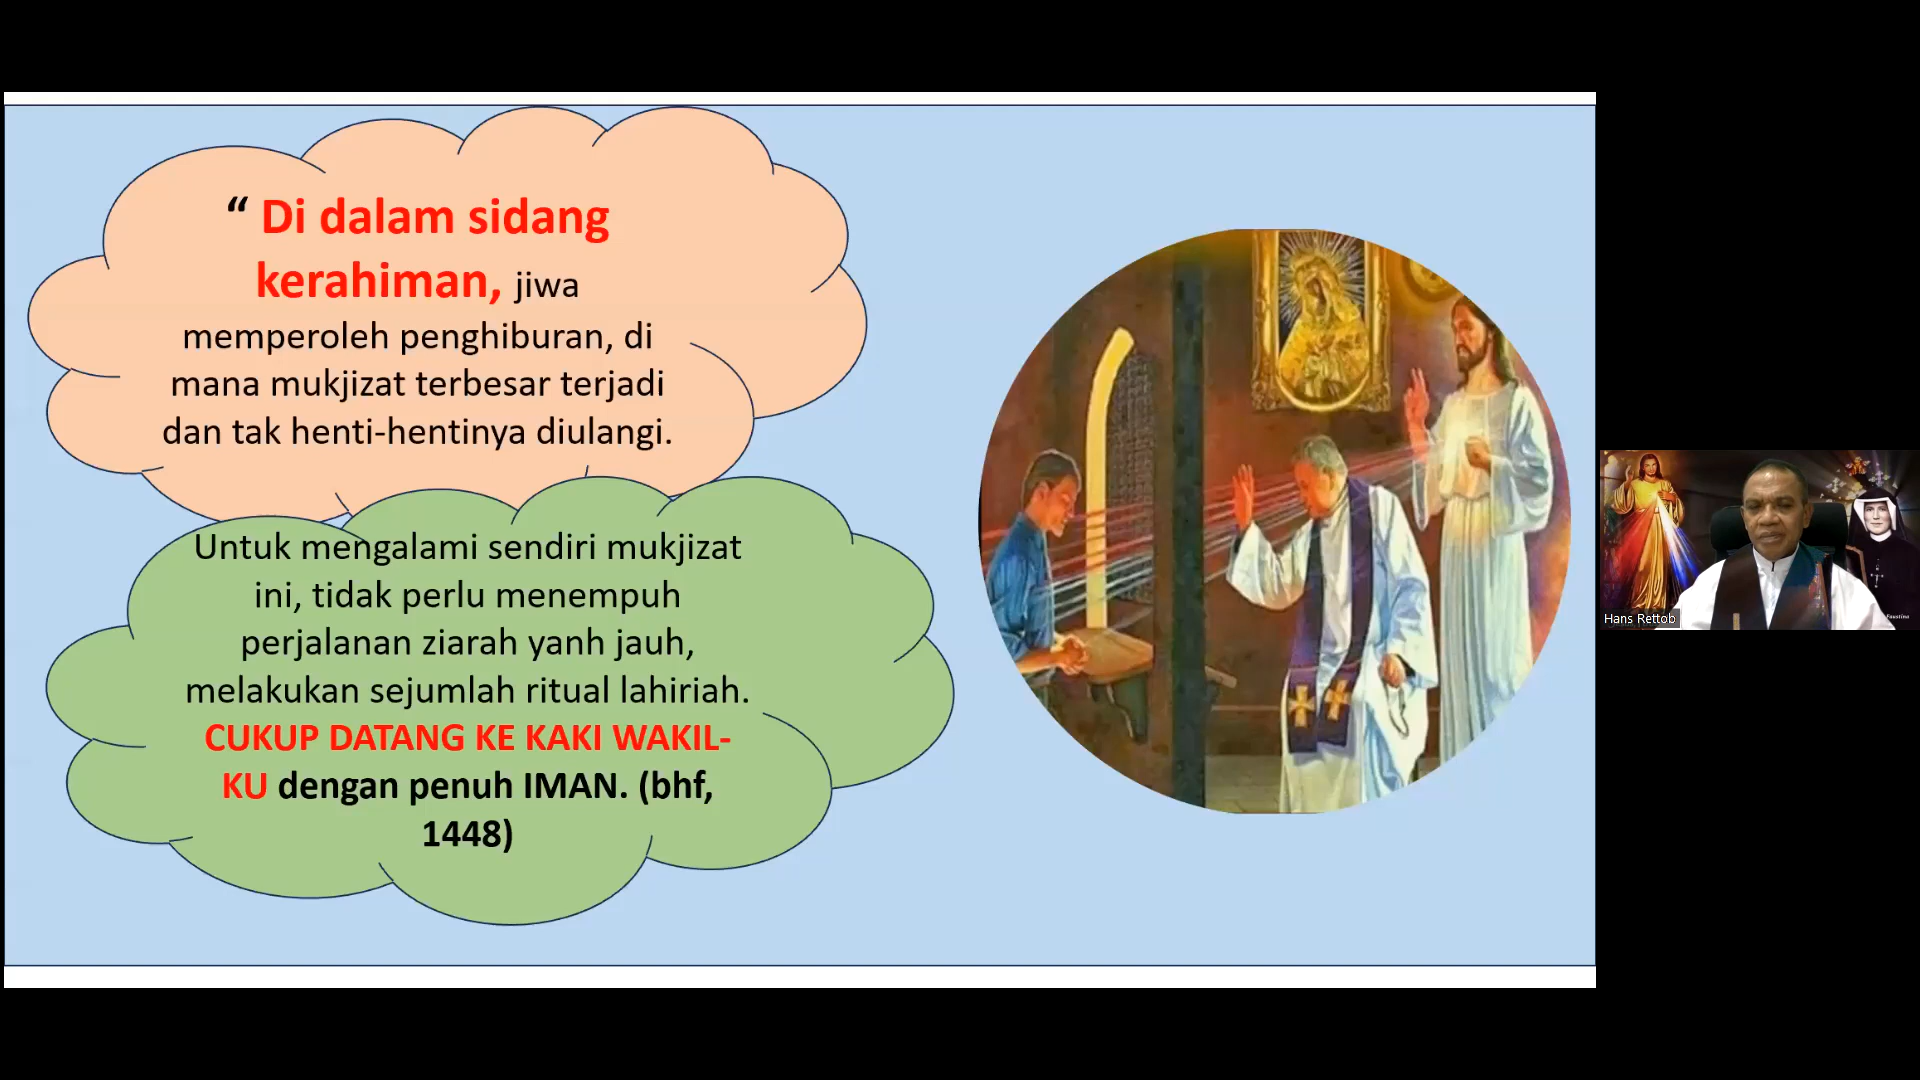 “ Di dalam sidang
kerahiman, jiwa
memperoleh penghiburan, di
mana mukjizat terbesar terjadi
dan tak henti-hentinya diulangi.
Untuk mengalami sendiri mukjizat
ini, tidak perlu menempuh
perjalanan ziarah yanh jauh,
melakukan sejumlah ritual lahiriah.
CUKUP DATANG KE KAKI WAKIL-
KU dengan penuh IMAN. (bhf,
1448)
Hans Rettob
Faustina